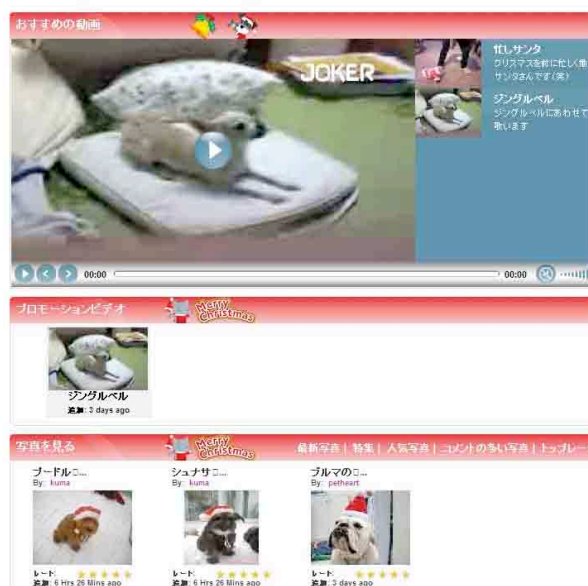 おすすめの動画
JOKER
忙しサンタ
クリスマスを前に忙しく働
サンタさんです(笑)
ジングルベル
ジングルベルにあわせて
歌います
00:00
00:00
プロモーションビデオ
Merry Christmas
ジングルベル
追加: 3 days ago
写真を見る
Merry Christmas
最新写真 | 特集 | 人気写真 | コメントの多い写真 | トップレー
プードル□...
By: kuma
シュナサ□...
By: kuma
ブルマの□...
By: petheart
レート:
追加: 6 Hrs 26 Mins ago
レート:
追加: 6 Hrs 26 Mins ago
レート:
追加: 3 days ago